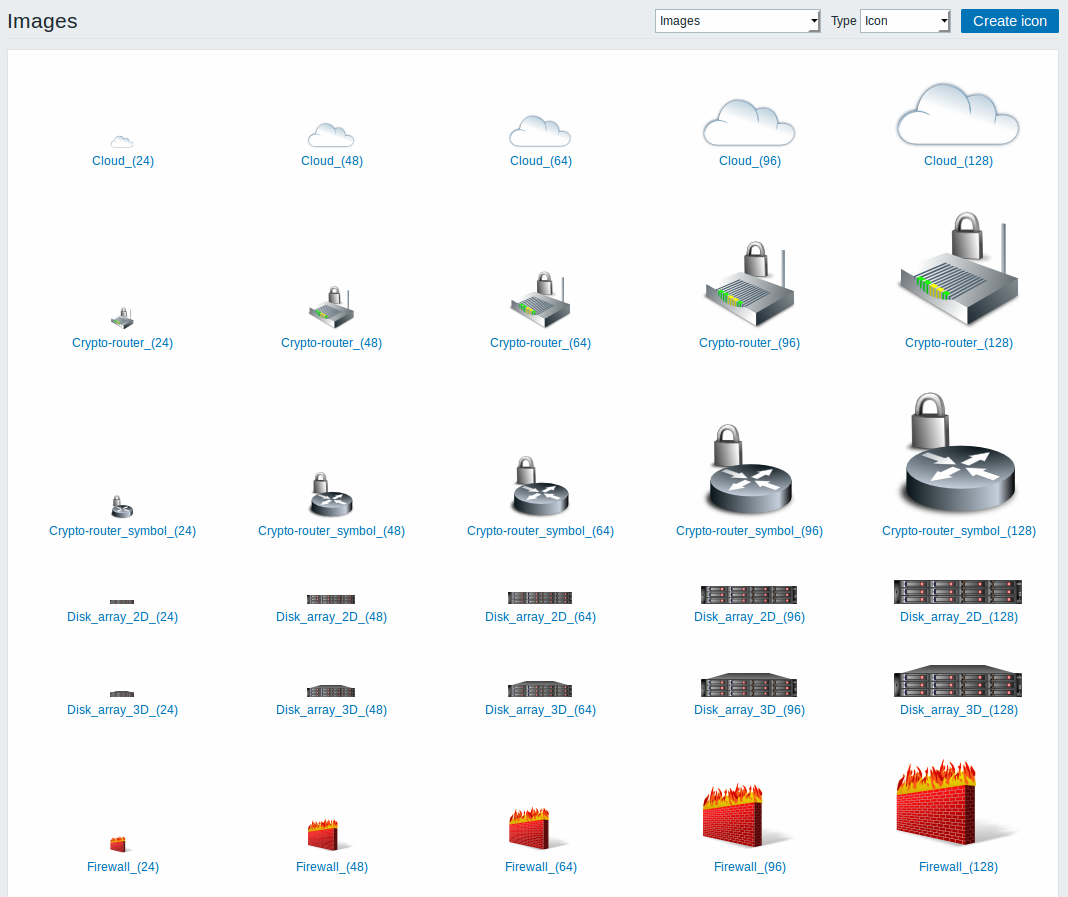 Images
Images Type Icon Create icon
Cloud_(24) Cloud_(48) Cloud_(64) Cloud_(96) Cloud_(128)
Crypto-router_(24) Crypto-router_(48) Crypto-router_(64) Crypto-router_(96) Crypto-router_(128)
Crypto-router_symbol_(24) Crypto-router_symbol_(48) Crypto-router_symbol_(64) Crypto-router_symbol_(96) Crypto-router_symbol_(128)
Disk_array_2D_(24) Disk_array_2D_(48) Disk_array_2D_(64) Disk_array_2D_(96) Disk_array_2D_(128)
Disk_array_3D_(24) Disk_array_3D_(48) Disk_array_3D_(64) Disk_array_3D_(96) Disk_array_3D_(128)
Firewall_(24) Firewall_(48) Firewall_(64) Firewall_(96) Firewall_(128)